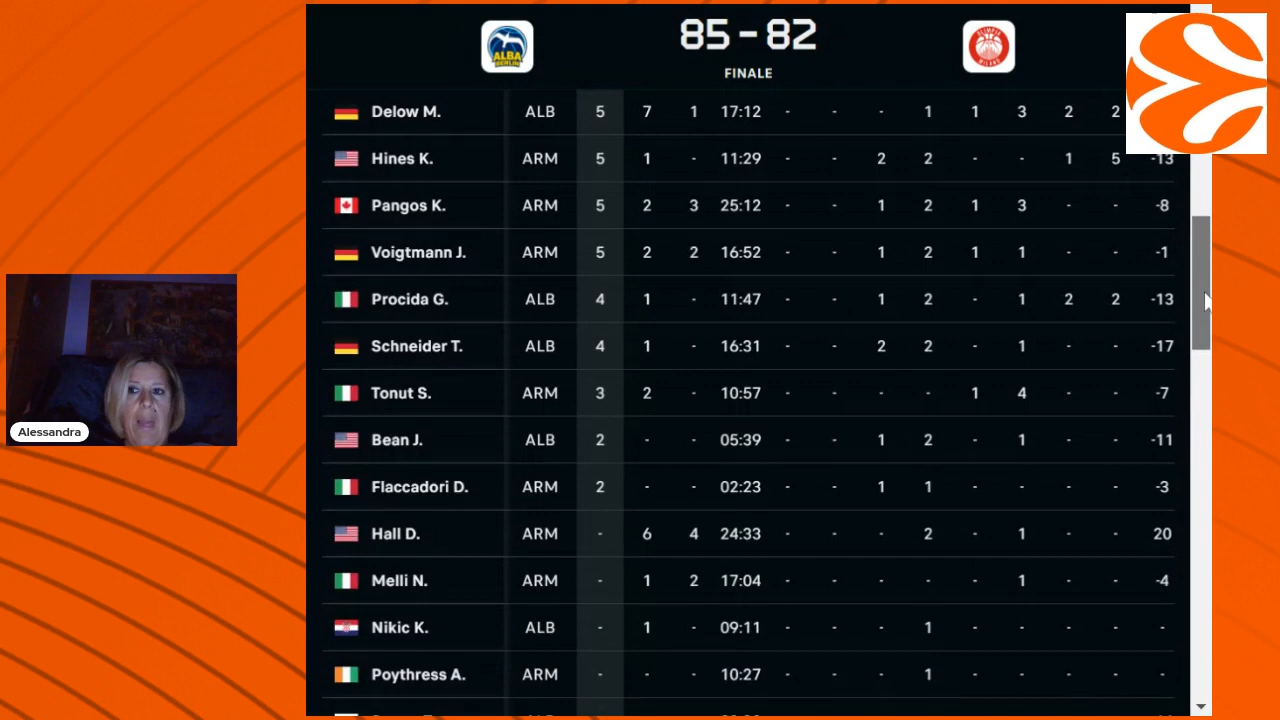 85 - 82
FINALE
ALBA
BERLIN
OLIMPIA
MILANO
Delow M. ALB 5 7 1 17:12 - - - 1 1 3 2 2
Hines K. ARM 5 1 - 11:29 - - 2 2 - - 1 5 -13
Pangos K. ARM 5 2 3 25:12 - - 1 2 1 3 - - -8
Voigtmann J. ARM 5 2 2 16:52 - - 1 2 1 1 - - -1
Procida G. ALB 4 1 - 11:47 - - 1 2 - 1 2 2 -13
Schneider T. ALB 4 1 - 16:31 - - 2 2 - 1 - - -17
Tonut S. ARM 3 2 - 10:57 - - - - 1 4 - - -7
Bean J. ALB 2 - - 05:39 - - 1 2 - 1 - - -11
Flaccadori D. ARM 2 - - 02:23 - - 1 1 - - - - -3
Hall D. ARM - 6 4 24:33 - - - 2 - 1 - - 20
Melli N. ARM - 1 2 17:04 - - - - - 1 - - -4
Nikic K. ALB - 1 - 09:11 - - - 1 - - - - -
Poythress A. ARM - - - 10:27 - - - 1 - - - - -
Alessandra